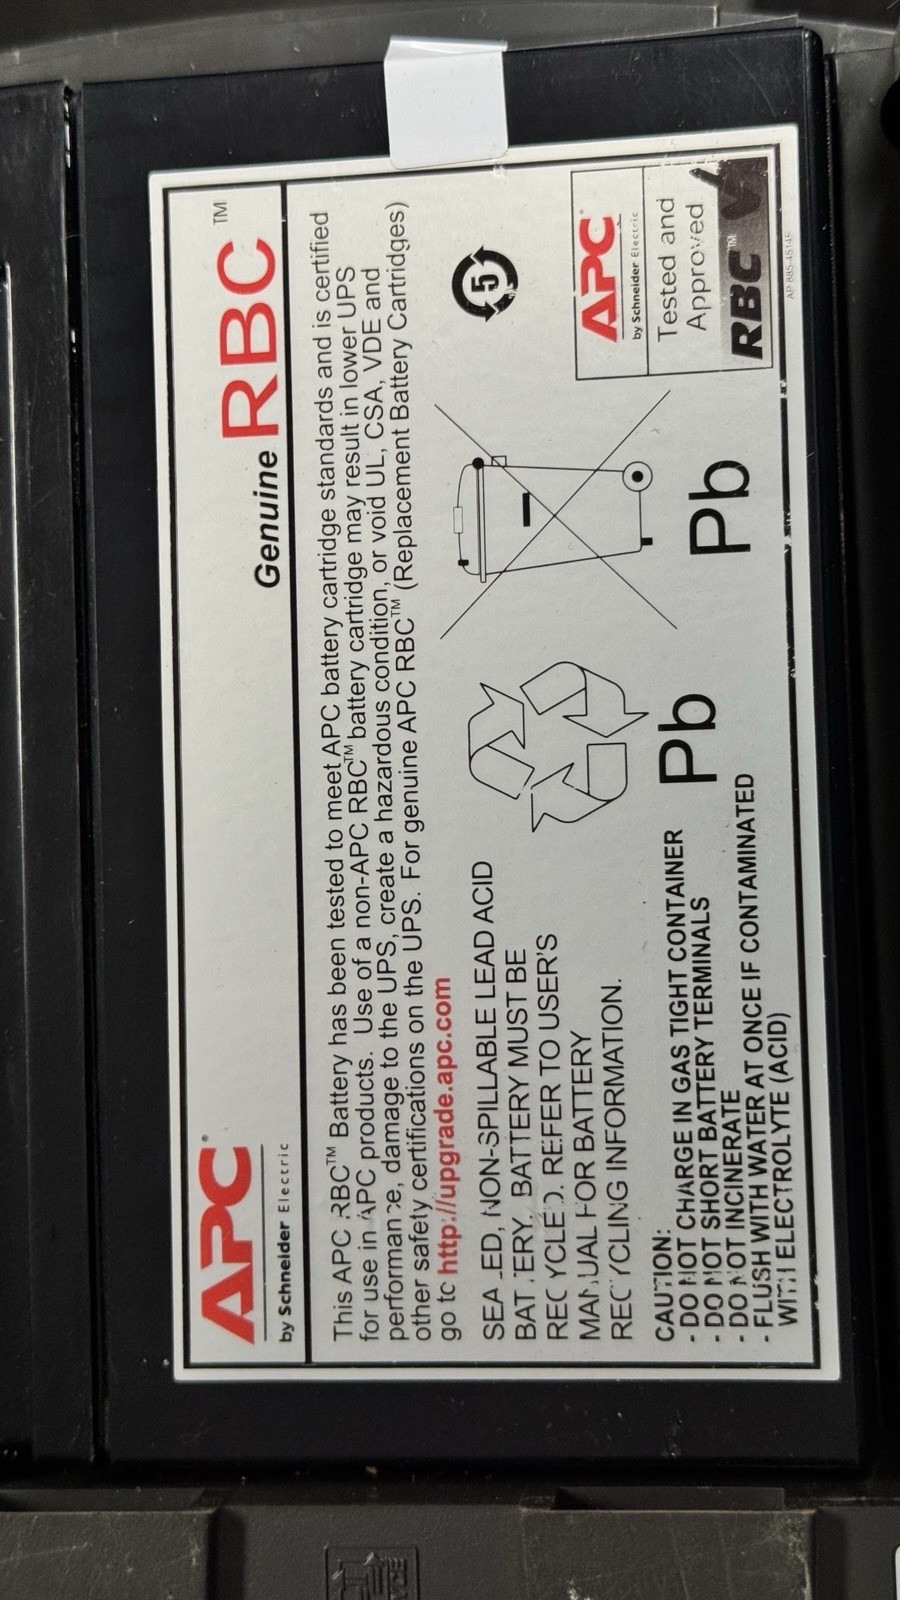 APC®
by Schneider Electric
Genuine RBC™
This APC RBC™ Battery has been tested to meet APC battery cartridge standards and is certified
for use in APC products. Use of a non-APC RBC™ battery cartridge may result in lower UPS
performance, damage to the UPS, create a hazardous condition, or void UL, CSA, VDE and
other safety certifications on the UPS. For genuine APC RBC™ (Replacement Battery Cartridges)
go to http://upgrade.apc.com
SEALED, NON-SPILLABLE LEAD ACID
BATTERY. BATTERY MUST BE
RECYCLED. REFER TO USER'S
MANUAL FOR BATTERY
RECYCLING INFORMATION.
CAUTION:
- DO NOT CHARGE IN GAS TIGHT CONTAINER
- DO NOT SHORT BATTERY TERMINALS
- DO NOT INCINERATE
- FLUSH WITH WATER AT ONCE IF CONTAMINATED
WITH ELECTROLYTE (ACID)
Pb
Pb
5
APC
by Schneider Electric
Tested and
Approved
RBC™